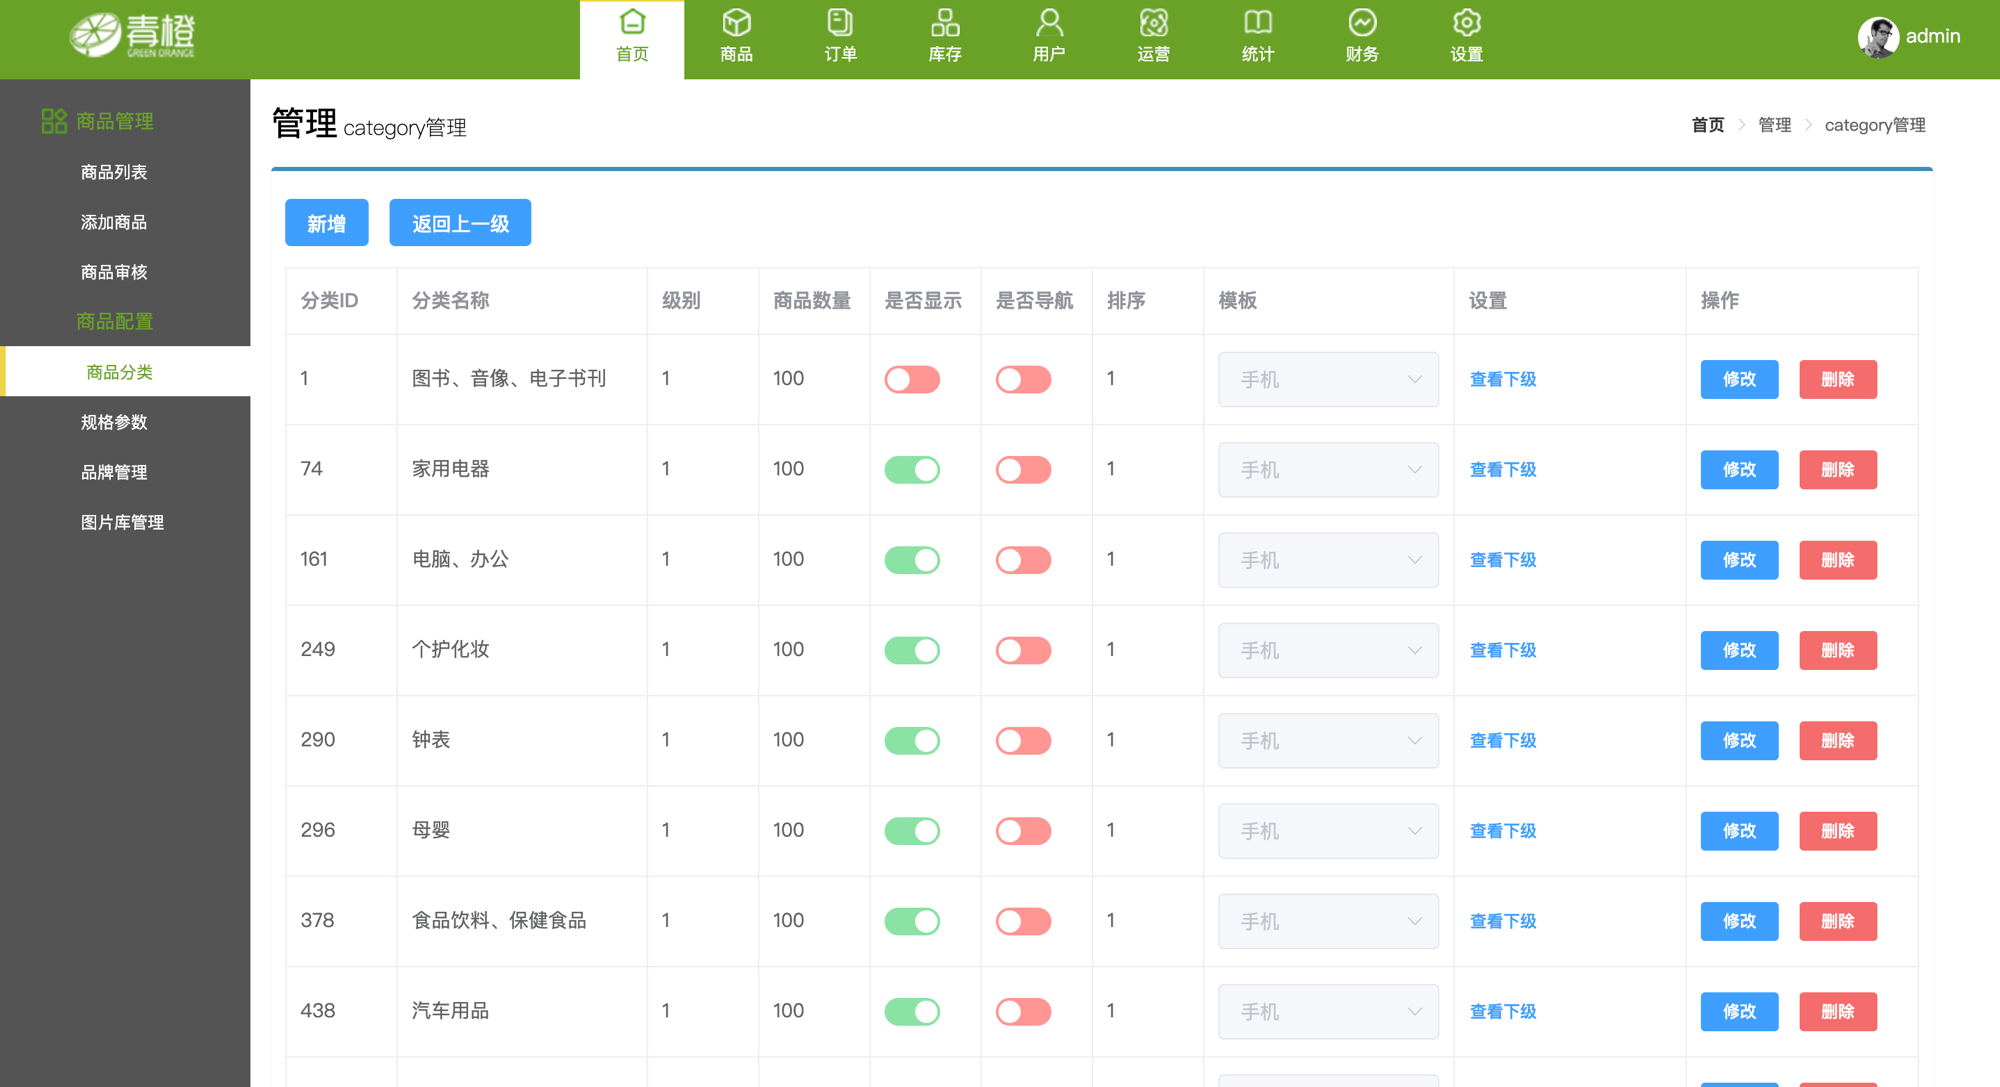 青橙
GREEN ORANGE
首页 商品 订单 库存 用户 运营 统计 财务 设置
admin
商品管理
商品列表
添加商品
商品审核
商品配置
商品分类
规格参数
品牌管理
图片库管理
管理 category管理
首页 管理 category管理
新增 返回上一级
分类ID 分类名称 级别 商品数量 是否显示 是否导航 排序 模板 设置 操作
1 图书、音像、电子书刊 1 100 1 手机 查看下级 修改 删除
74 家用电器 1 100 1 手机 查看下级 修改 删除
161 电脑、办公 1 100 1 手机 查看下级 修改 删除
249 个护化妆 1 100 1 手机 查看下级 修改 删除
290 钟表 1 100 1 手机 查看下级 修改 删除
296 母婴 1 100 1 手机 查看下级 修改 删除
378 食品饮料、保健食品 1 100 1 手机 查看下级 修改 删除
438 汽车用品 1 100 1 手机 查看下级 修改 删除